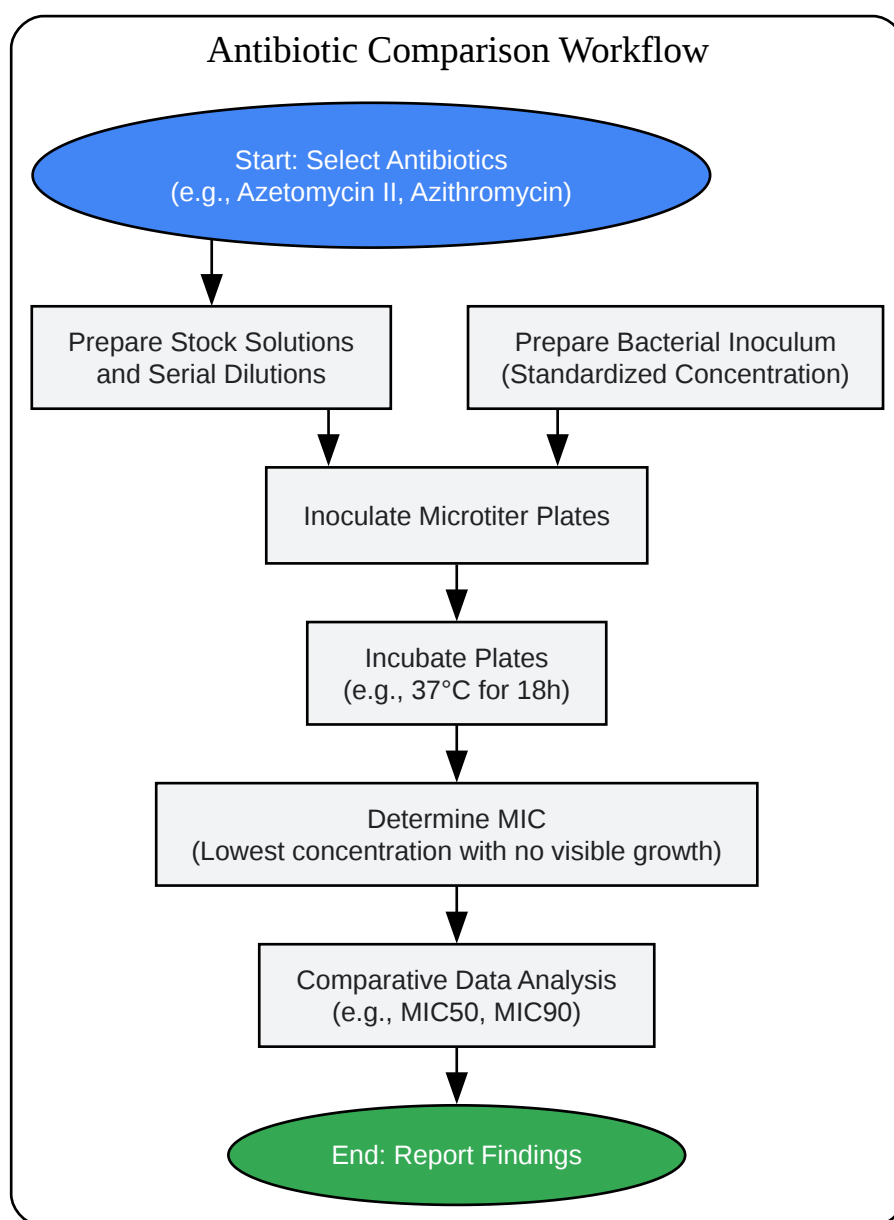 Antibiotic Comparison Workflow
Start: Select Antibiotics
(e.g., Azetomycin II, Azithromycin)
Prepare Stock Solutions
and Serial Dilutions
Prepare Bacterial Inoculum
(Standardized Concentration)
Inoculate Microtiter Plates
Incubate Plates
(e.g., 37°C for 18h)
Determine MIC
(Lowest concentration with no visible growth)
Comparative Data Analysis
(e.g., MIC50, MIC90)
End: Report Findings